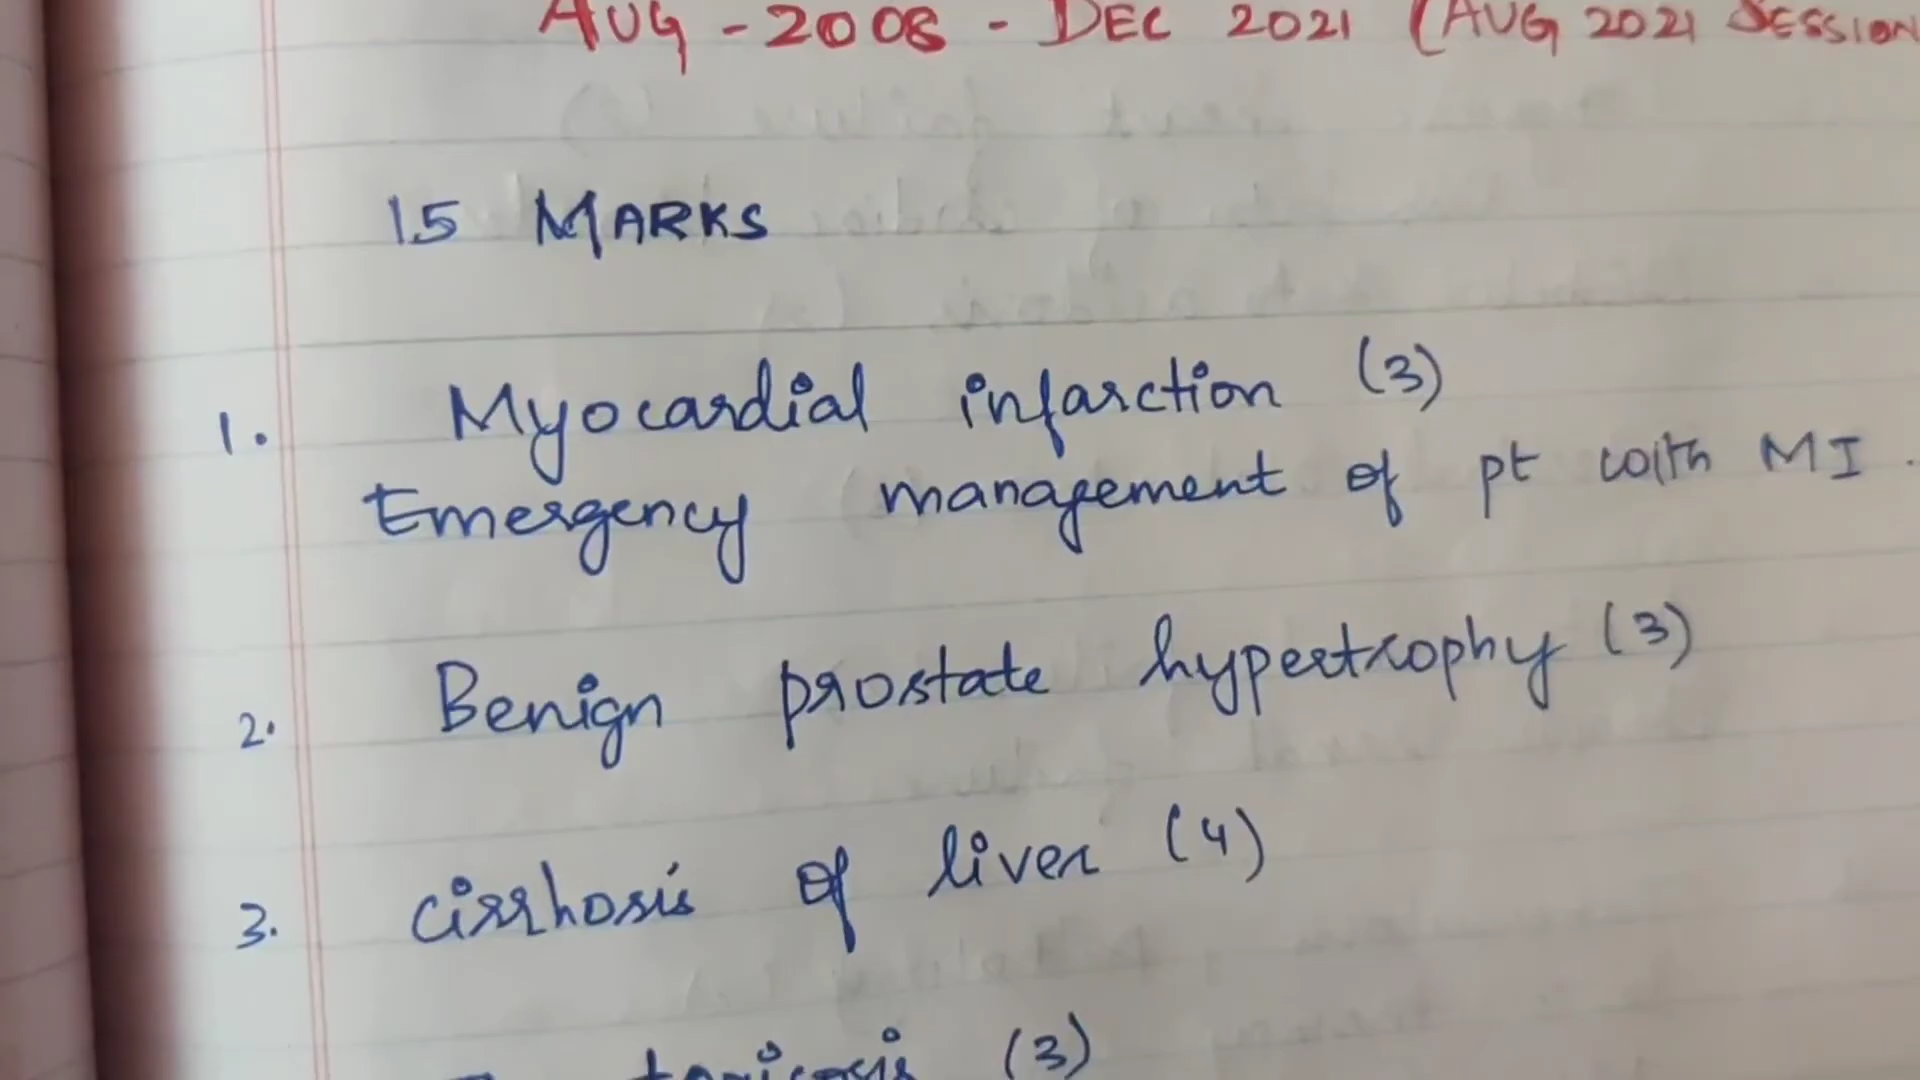 AUG - 2008 - DEC 2021 (AUG 2021 SESSION
15 MARKS
1. Myocardial infarction (3)
Emergency management of pt with MI.
2. Benign prostate hypertrophy (3)
3. cirrhosis of liver (4)
(3)